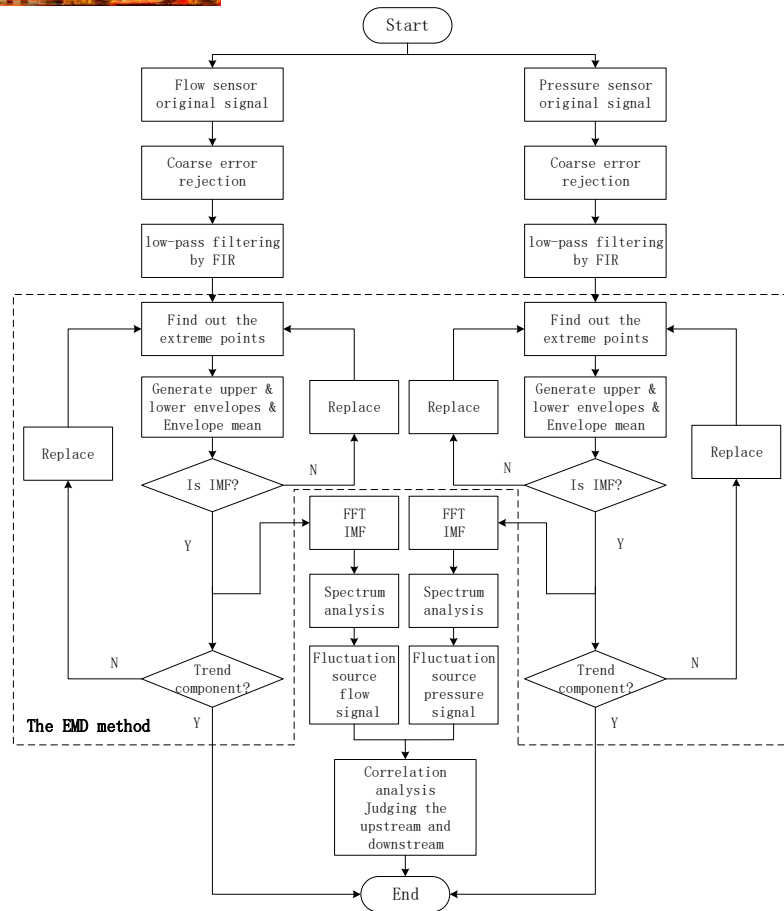 Start
Flow sensor
original signal
Pressure sensor
original signal
Coarse error
rejection
Coarse error
rejection
low-pass filtering
by FIR
low-pass filtering
by FIR
Find out the
extreme points
Find out the
extreme points
Generate upper &
lower envelopes &
Envelope mean
Generate upper &
lower envelopes &
Envelope mean
Replace
Replace
Replace
Replace
Is IMF?
N
N
Is IMF?
Y
Y
FFT
IMF
FFT
IMF
Spectrum
analysis
Spectrum
analysis
Trend
component?
N
Y
Fluctuation
source
flow
signal
Fluctuation
source
pressure
signal
Trend
component?
N
Y
The EMD method
Correlation
analysis
Judging the
upstream and
downstream
End